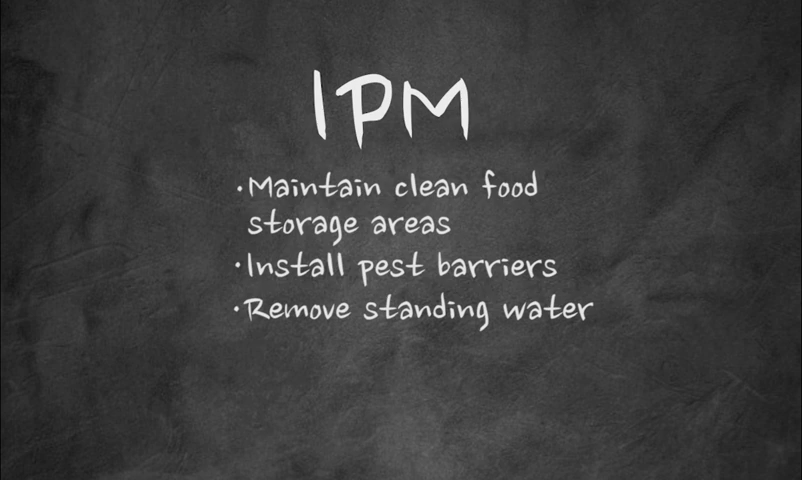 IPM
•Maintain clean food
storage areas
•Install pest barriers
•Remove standing water